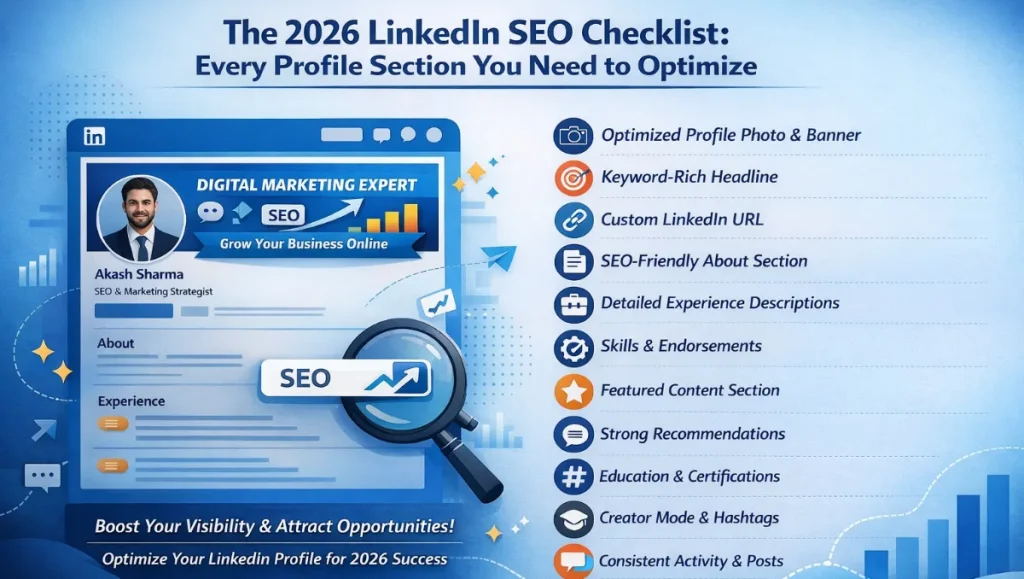 The 2026 LinkedIn SEO Checklist:
Every Profile Section You Need to Optimize
in
DIGITAL MARKETING EXPERT
SEO
Grow Your Business Online
Akash Sharma
SEO & Marketing Strategist
About
SEO
Experience
Boost Your Visibility & Attract Opportunities!
Optimize Your Linkedin Profile for 2026 Success
Optimized Profile Photo & Banner
Keyword-Rich Headline
Custom LinkedIn URL
SEO-Friendly About Section
Detailed Experience Descriptions
Skills & Endorsements
Featured Content Section
Strong Recommendations
#
Education & Certifications
Creator Mode & Hashtags
Consistent Activity & Posts